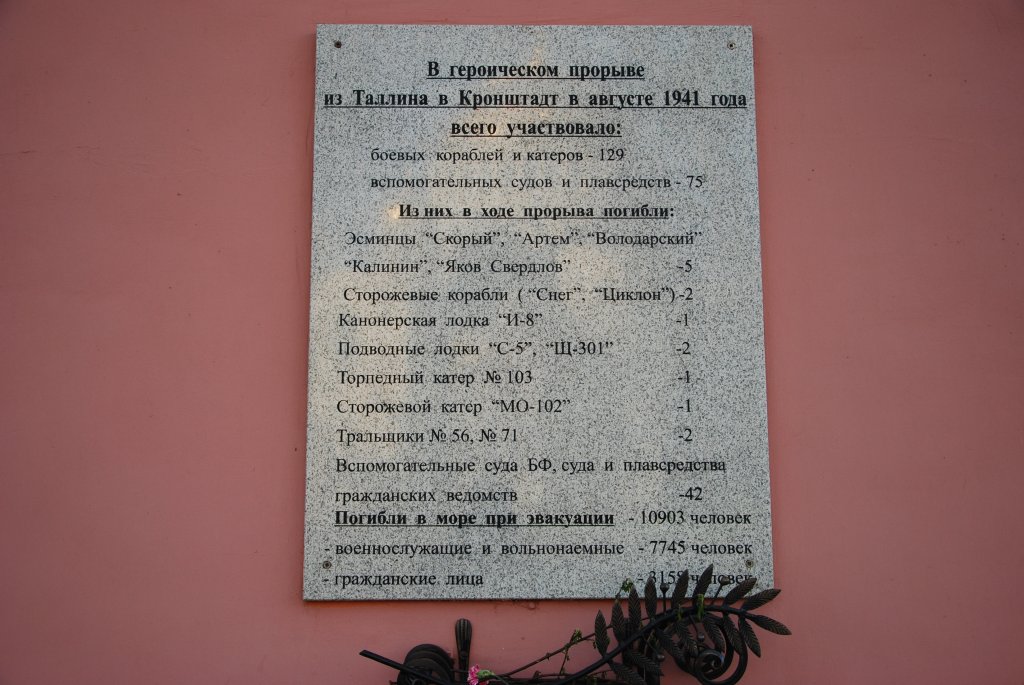 В героическом прорыве
из Таллина в Кронштадт в августе 1941 года
всего участвовало:
боевых кораблей и катеров - 129
вспомогательных судов и плавсредств - 75
Из них в ходе прорыва погибли:
Эсминцы “Скорый”, “Артем”, “Володарский”
“Калинин”, “Яков Свердлов” -5
Сторожевые корабли ( “Снег”, “Циклон”) -2
Канонерская лодка “И-8” -1
Подводные лодки “С-5”, “Щ-301” -2
Торпедный катер № 103 -1
Сторожевой катер “МО-102” -1
Тральщики № 56, № 71 -2
Вспомогательные суда БФ, суда и плавсредства
гражданских ведомств -42
Погибли в море при эвакуации - 10903 человек
- военнослужащие и вольнонаемные - 7745 человек
- гражданские лица - 3158 человек